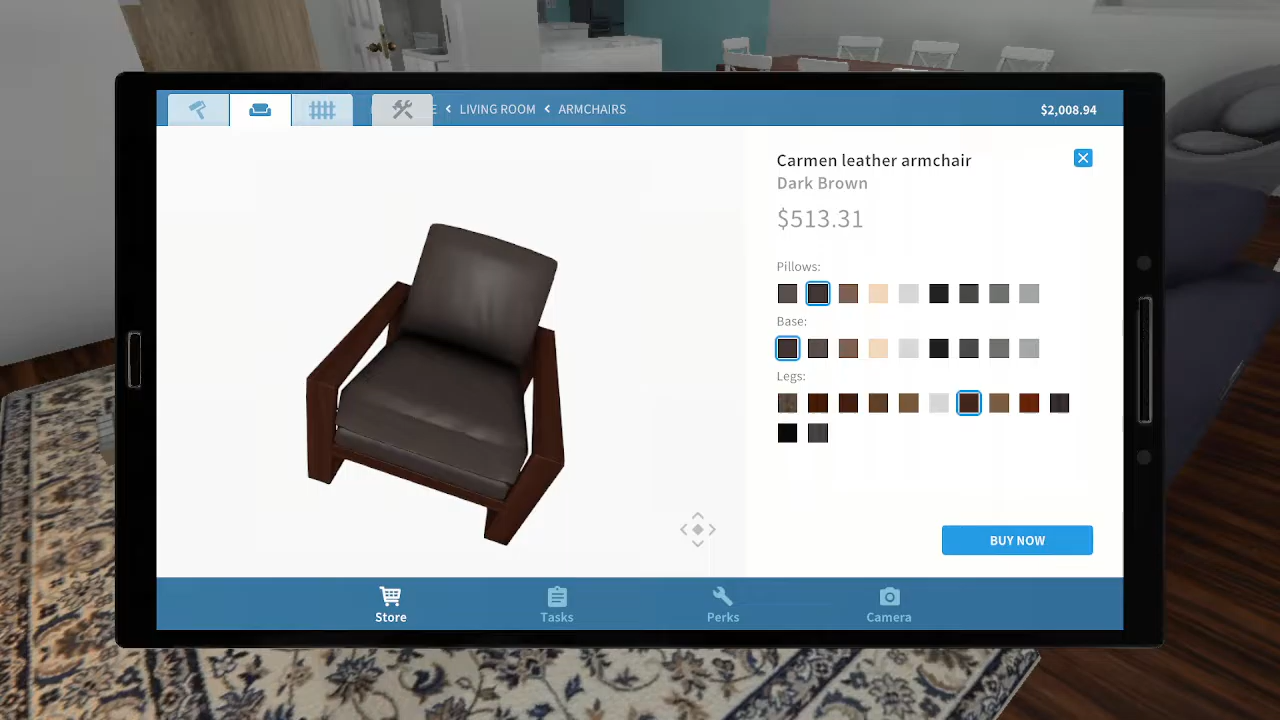 E < LIVING ROOM < ARMCHAIRS
$2,008.94
Carmen leather armchair
Dark Brown
$513.31
Pillows:
Base:
Legs:
BUY NOW
Store
Tasks
Perks
Camera